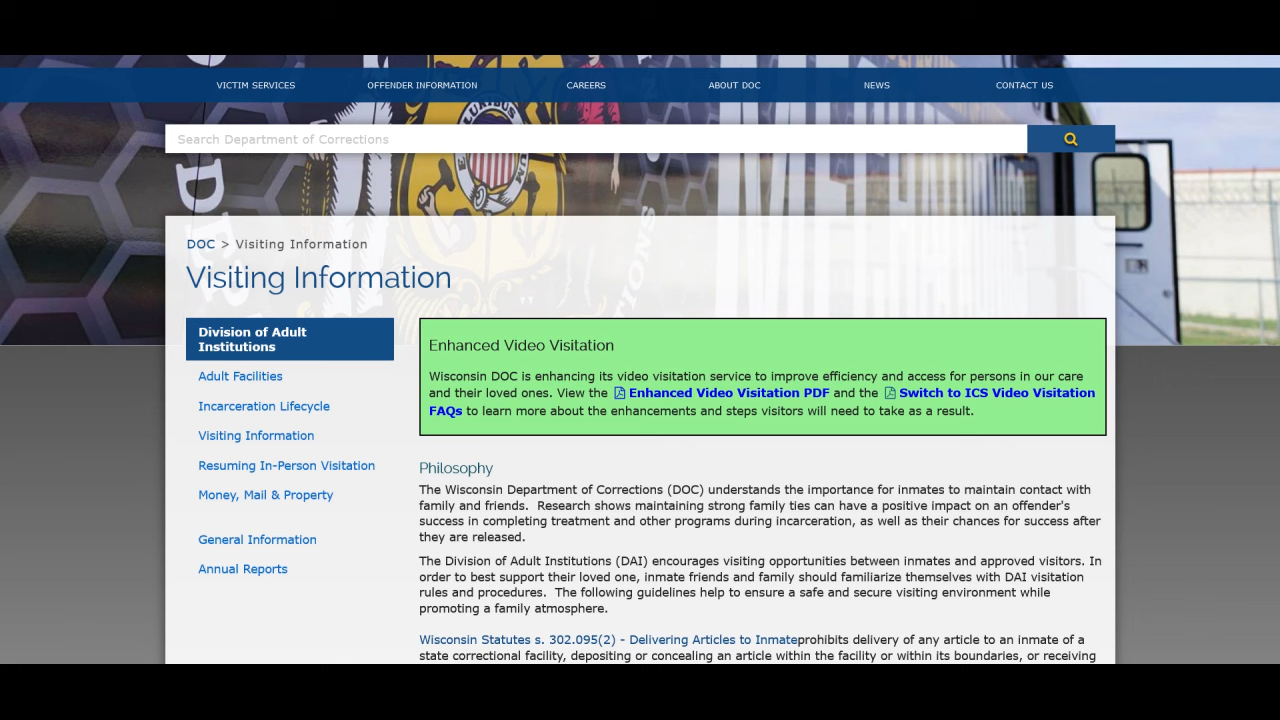 VICTIM SERVICES OFFENDER INFORMATION CAREERS ABOUT DOC NEWS CONTACT US
Search Department of Corrections
DOC > Visiting Information
Visiting Information
Division of Adult
Institutions
Adult Facilities
Incarceration Lifecycle
Visiting Information
Resuming In-Person Visitation
Money, Mail & Property
General Information
Annual Reports
Enhanced Video Visitation
Wisconsin DOC is enhancing its video visitation service to improve efficiency and access for persons in our care
and their loved ones. View the Enhanced Video Visitation PDF and the Switch to ICS Video Visitation
FAQs to learn more about the enhancements and steps visitors will need to take as a result.
Philosophy
The Wisconsin Department of Corrections (DOC) understands the importance for inmates to maintain contact with
family and friends.  Research shows maintaining strong family ties can have a positive impact on an offender's
success in completing treatment and other programs during incarceration, as well as their chances for success after
they are released.
The Division of Adult Institutions (DAI) encourages visiting opportunities between inmates and approved visitors. In
order to best support their loved one, inmate friends and family should familiarize themselves with DAI visitation
rules and procedures.  The following guidelines help to ensure a safe and secure visiting environment while
promoting a family atmosphere.
Wisconsin Statutes s. 302.095(2) - Delivering Articles to Inmateprohibits delivery of any article to an inmate of a
state correctional facility, depositing or concealing an article within the facility or within its boundaries, or receiving